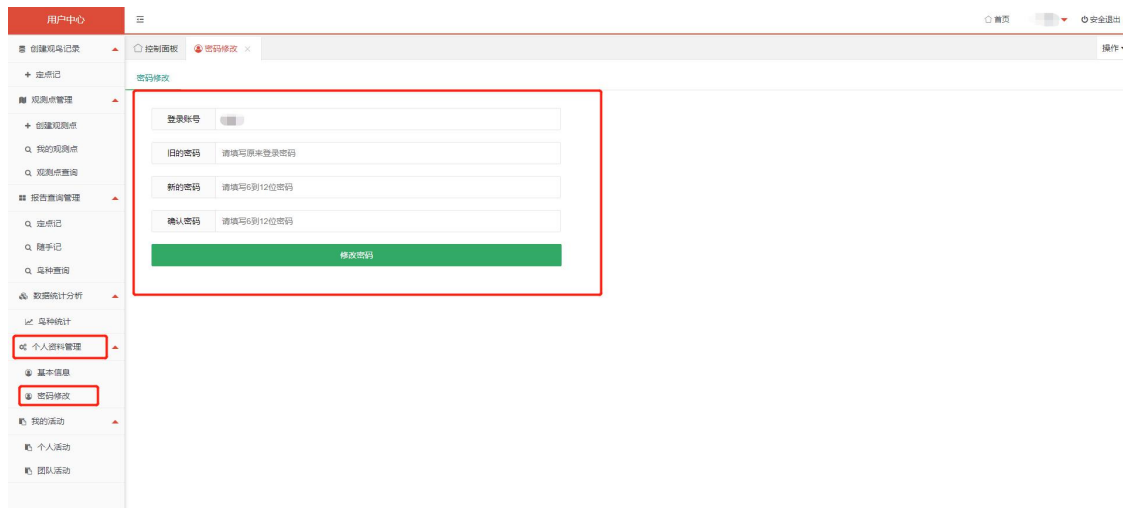 用户中心
首页
安全退出
创建观鸟记录
控制面板
密码修改
操作
定点记
密码修改
观测点管理
创建观测点
登录账号
我的观测点
旧的密码 请填写原来登录密码
观测点查询
新的密码 请填写6到12位密码
报告查询管理
确认密码 请填写6到12位密码
定点记
随手记
修改密码
鸟种查询
数据统计分析
鸟种统计
个人资料管理
基本信息
密码修改
我的活动
个人活动
团队活动